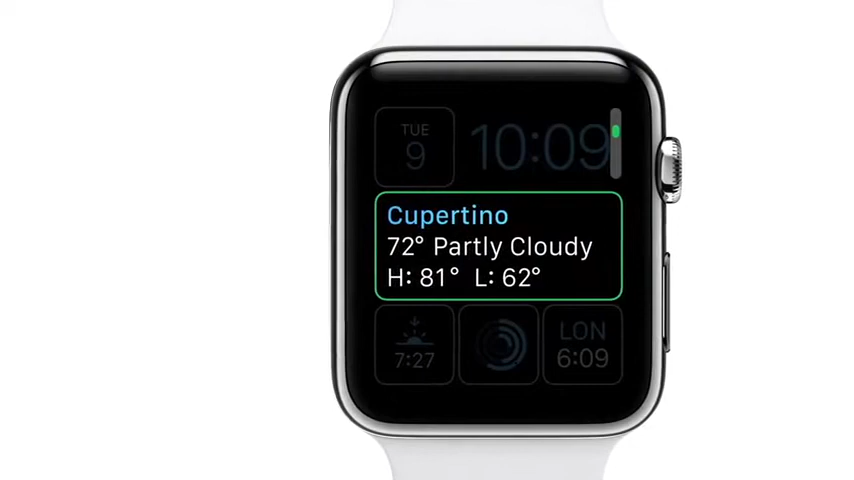 TUE
9
10:09
Cupertino
72° Partly Cloudy
H: 81° L: 62°
7:27
LON
6:09